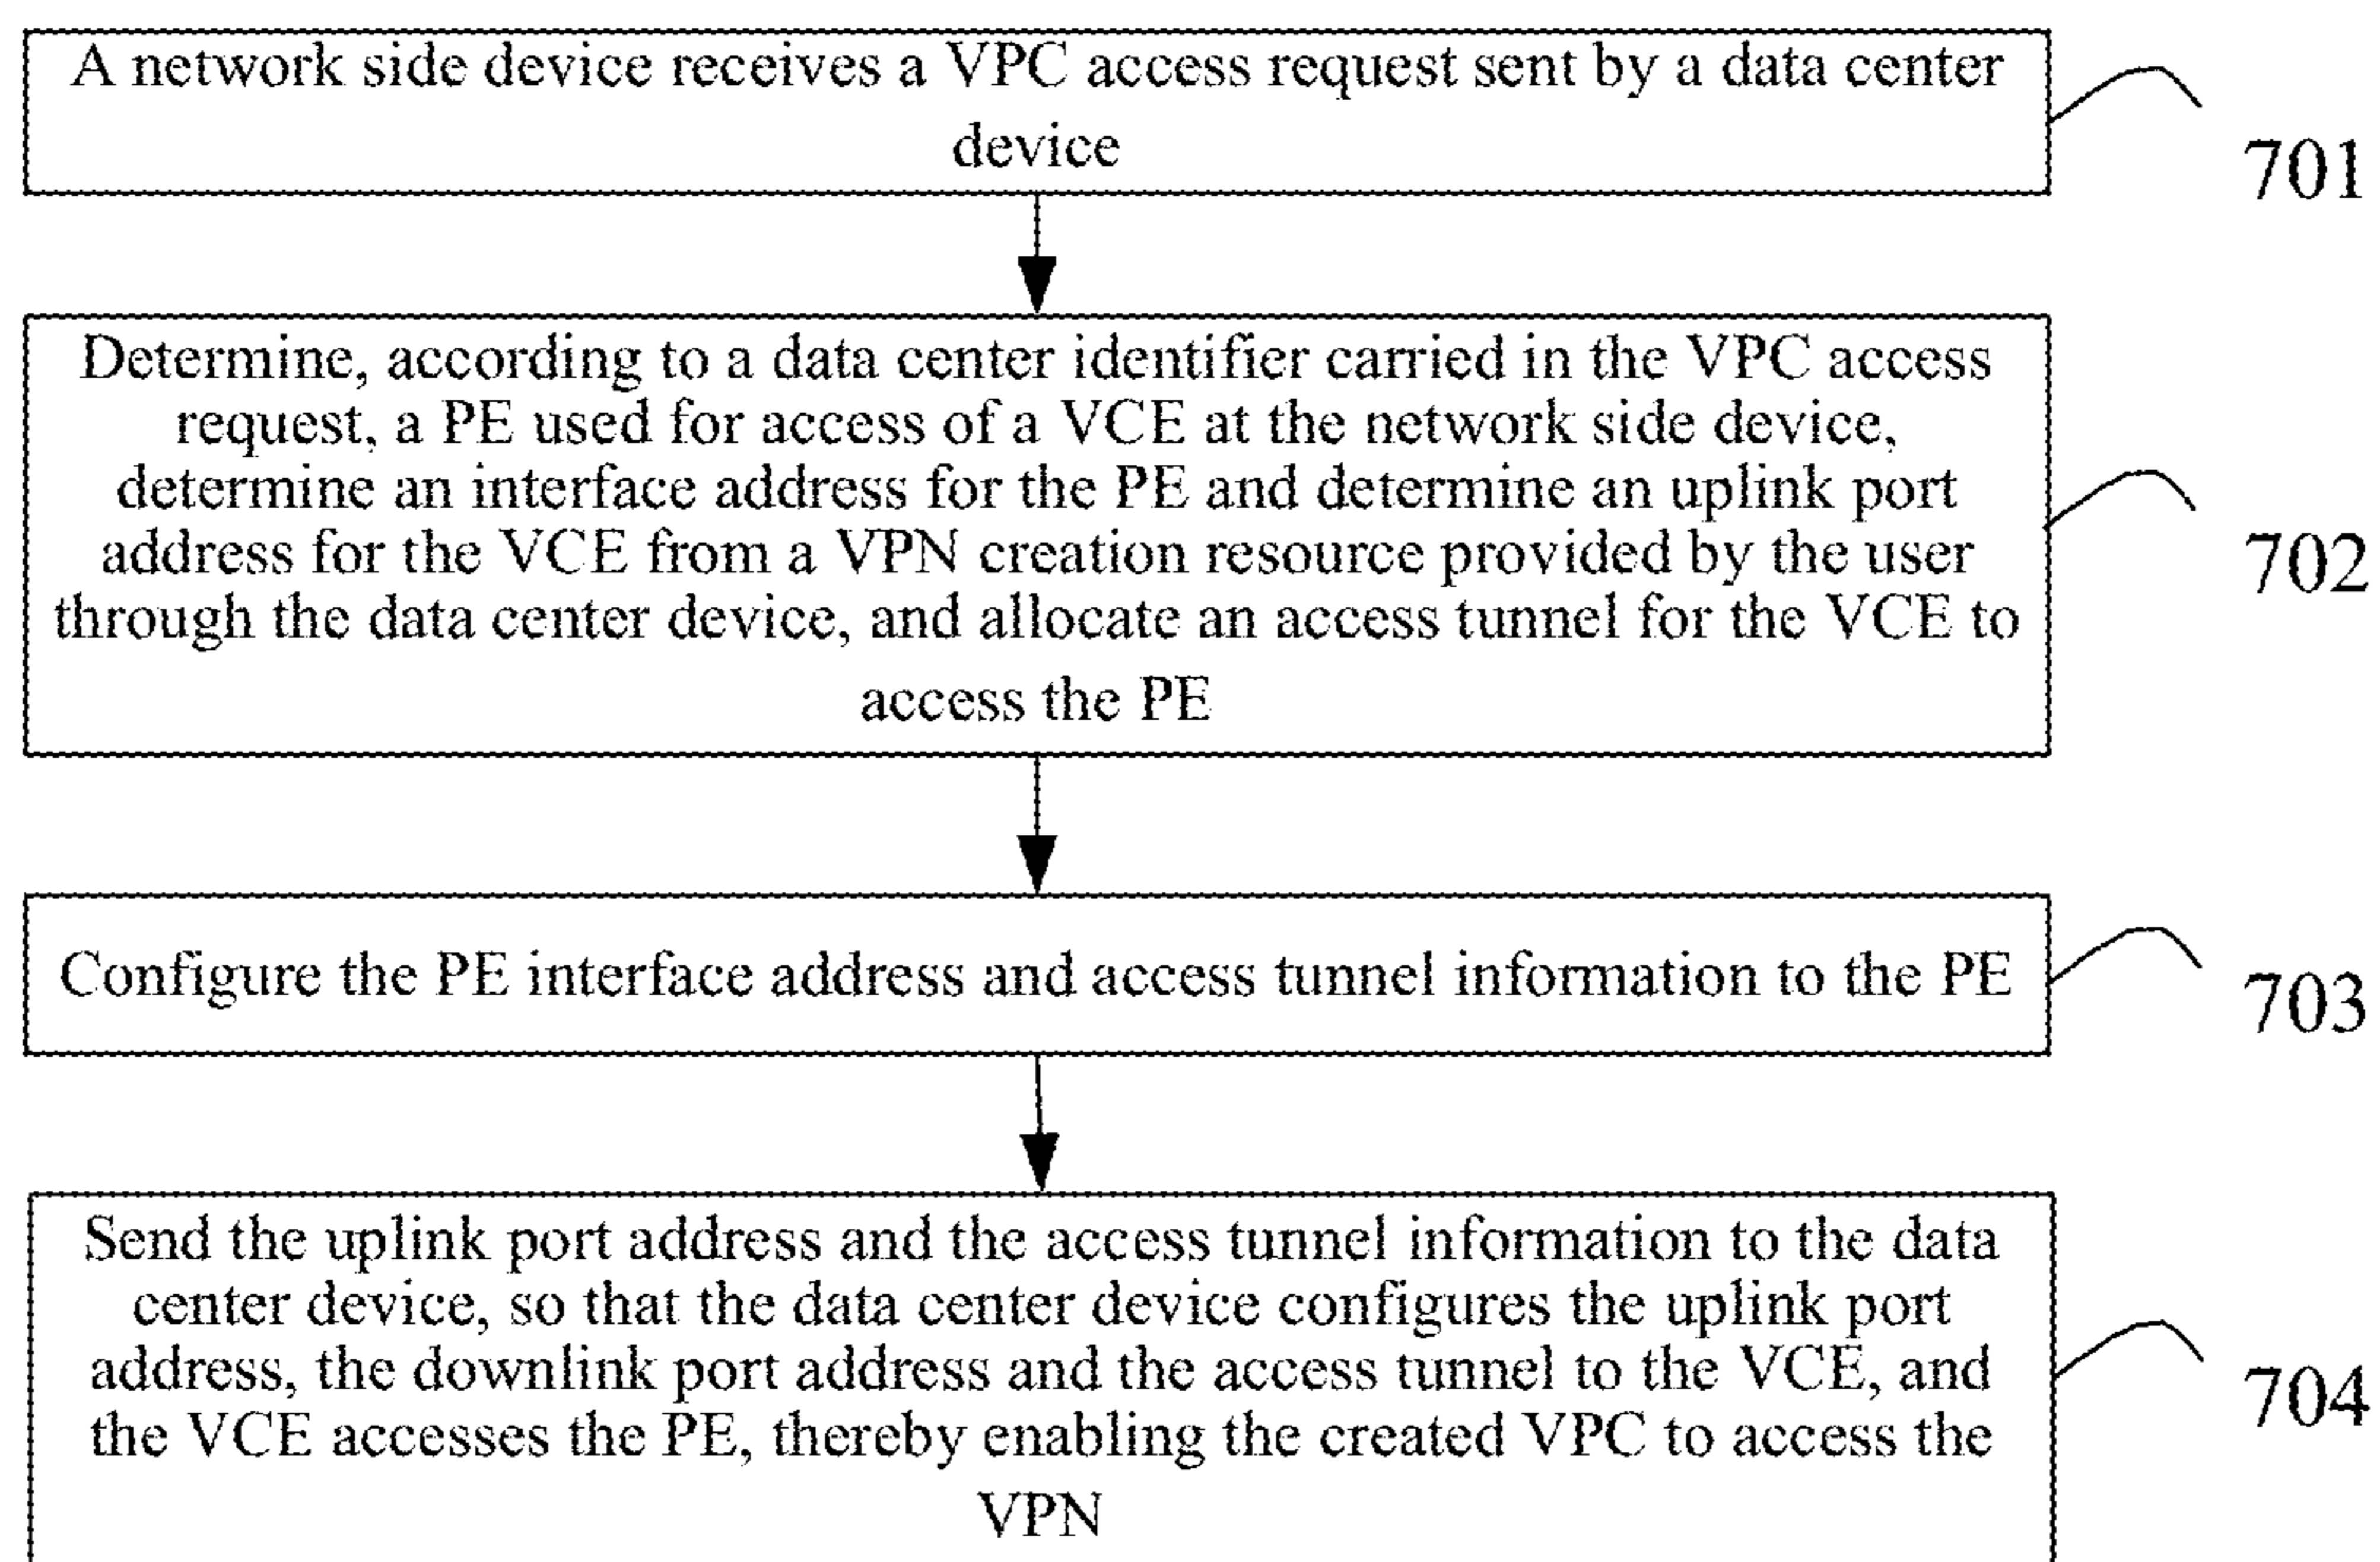 A network side device receives a VPC access request sent by a data center
device
701
Determine, according to a data center identifier carried in the VPC access
request, a PE used for access of a VCE at the network side device,
determine an interface address for the PE and determine an uplink port
address for the VCE from a VPN creation resource provided by the user
through the data center device, and allocate an access tunnel for the VCE to
access the PE
702
Configure the PE interface address and access tunnel information to the PE
703
Send the uplink port address and the access tunnel information to the data
center device, so that the data center device configures the uplink port
address, the downlink port address and the access tunnel to the VCE, and
the VCE accesses the PE, thereby enabling the created VPC to access the
VPN
704